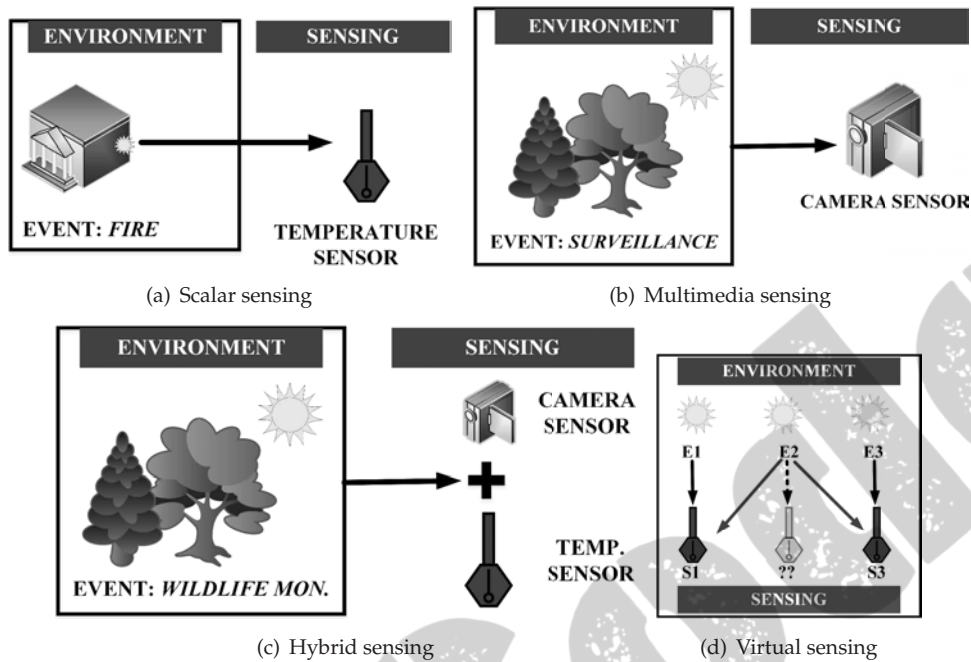 ENVIRONMENT
SENSING
EVENT: FIRE
TEMPERATURE
SENSOR
(a) Scalar sensing
ENVIRONMENT
SENSING
EVENT: SURVEILLANCE
CAMERA SENSOR
(b) Multimedia sensing
ENVIRONMENT
SENSING
CAMERA
SENSOR
TEMP.
SENSOR
EVENT: WILDLIFE MON.
(c) Hybrid sensing
ENVIRONMENT
E1 E2 E3
S1 ?? S3
SENSING
(d) Virtual sensing